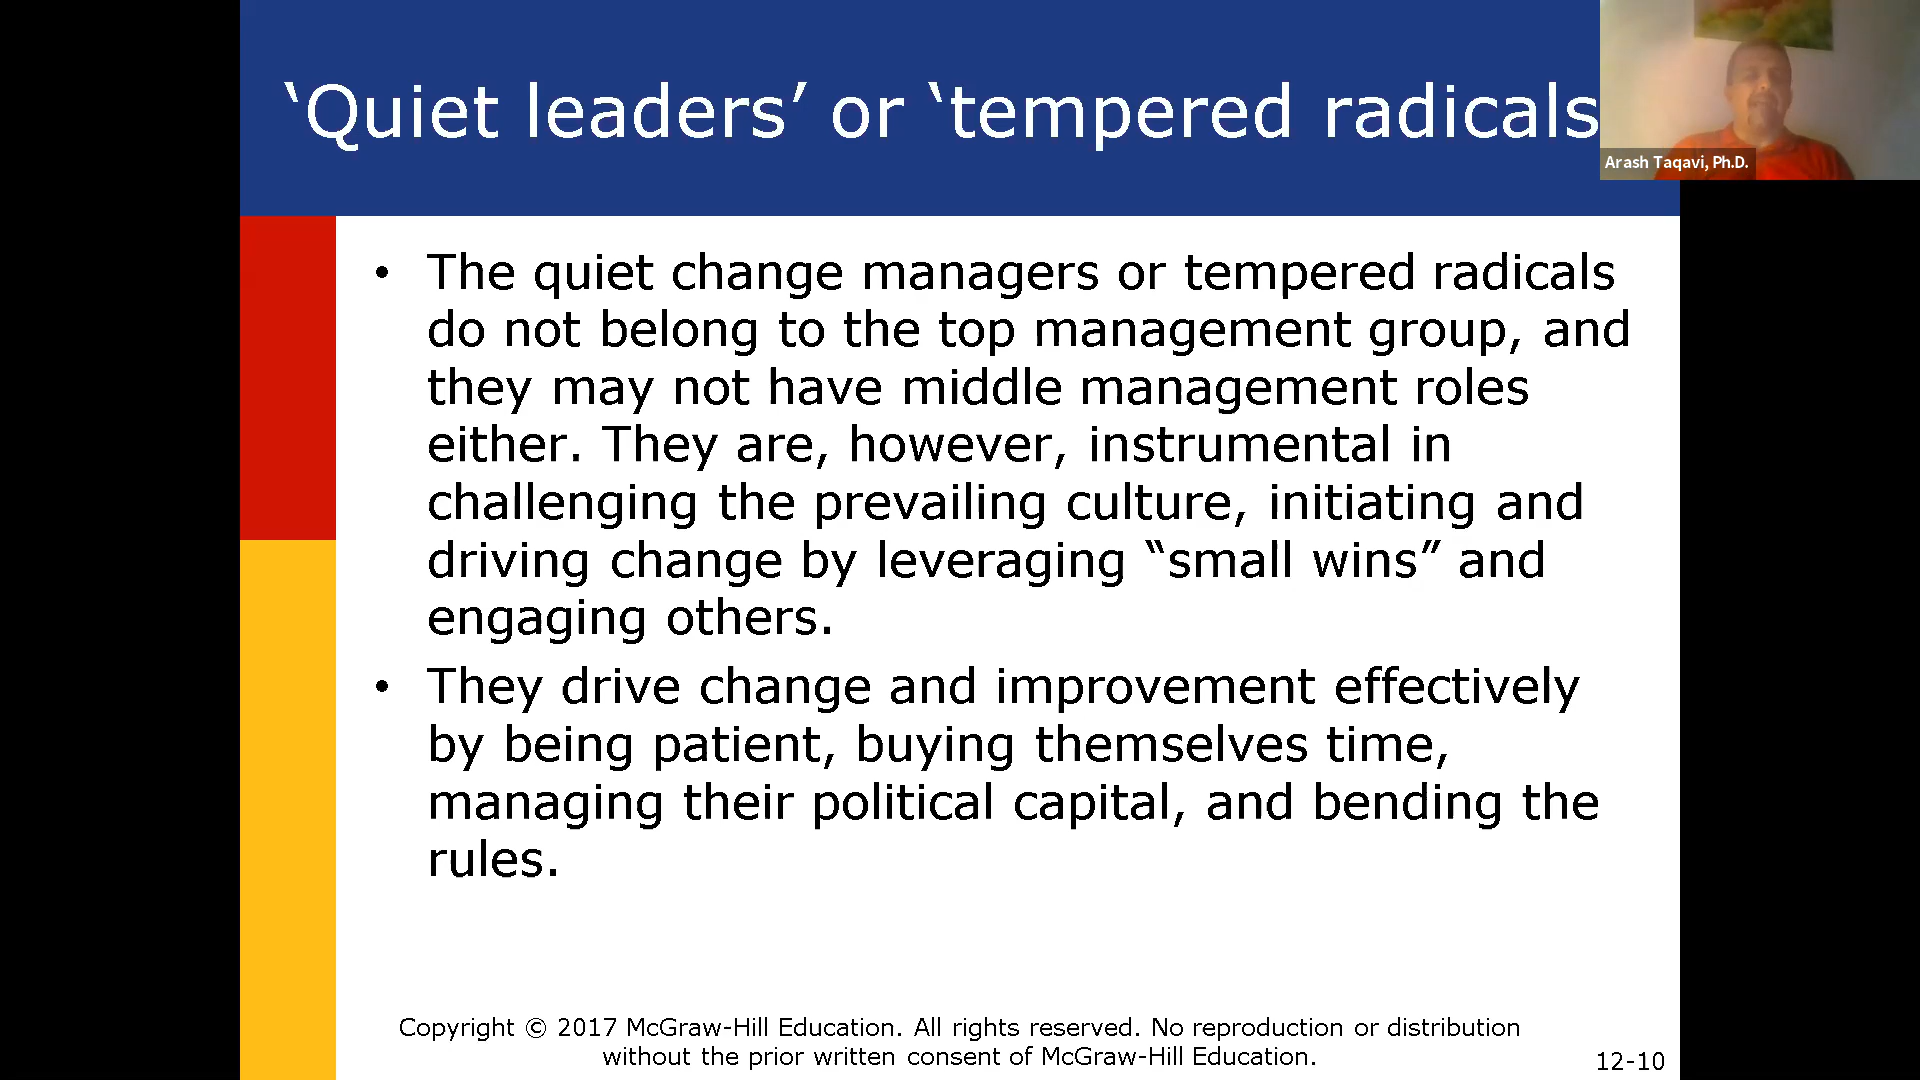 ‘Quiet leaders’ or ‘tempered radicals
Arash Taqavi, Ph.D.
• The quiet change managers or tempered radicals
do not belong to the top management group, and
they may not have middle management roles
either. They are, however, instrumental in
challenging the prevailing culture, initiating and
driving change by leveraging “small wins” and
engaging others.
• They drive change and improvement effectively
by being patient, buying themselves time,
managing their political capital, and bending the
rules.
Copyright © 2017 McGraw-Hill Education. All rights reserved. No reproduction or distribution
without the prior written consent of McGraw-Hill Education.
12-10